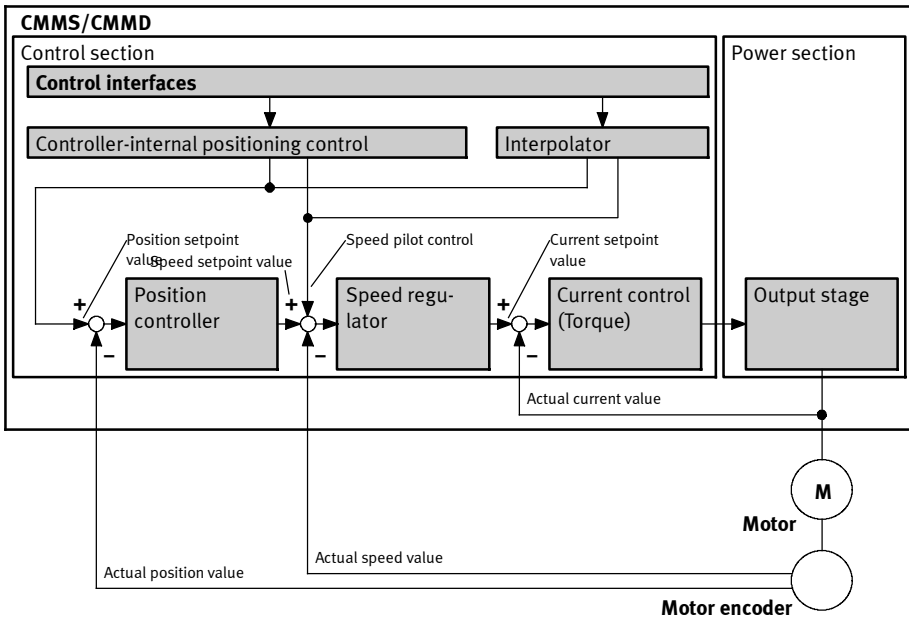 CMMS/CMMD
Control section
Power section
Control interfaces
Controller-internal positioning control
Interpolator
Position setpoint
value
Speed setpoint value
Speed pilot control
Current setpoint
value
+
+
+
Position
controller
Speed regu-
lator
Current control
(Torque)
Output stage
–
–
–
Actual current value
M
Motor
Actual speed value
Actual position value
Motor encoder